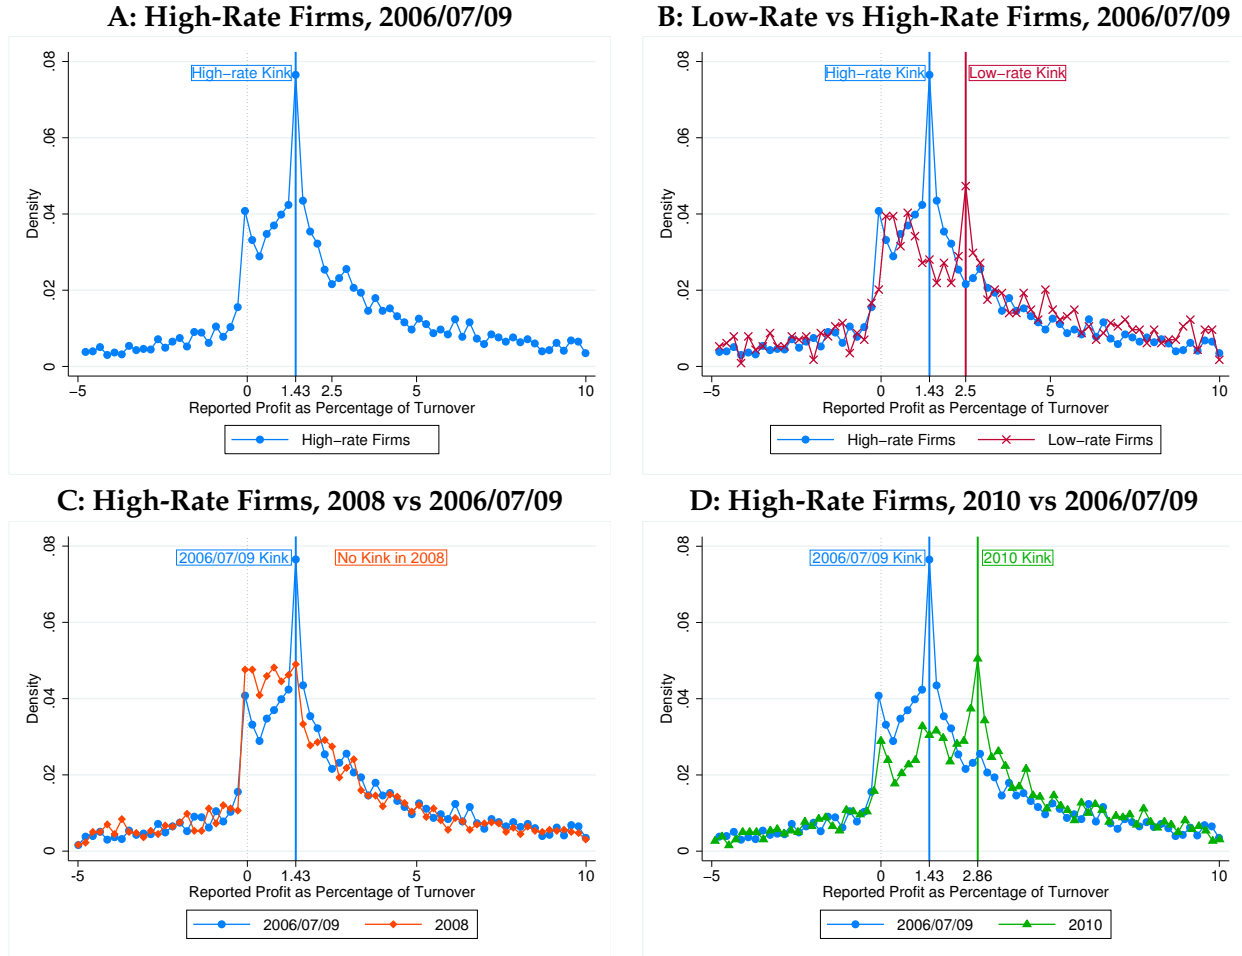 A: High-Rate Firms, 2006/07/09
High-rate Kink
.08
.06
.04
.02
0
Density
-5 0 1.43 2.5 5 10
Reported Profit as Percentage of Turnover
High-rate Firms
B: Low-Rate vs High-Rate Firms, 2006/07/09
High-rate Kink Low-rate Kink
.08
.06
.04
.02
0
Density
-5 0 1.43 2.5 5 10
Reported Profit as Percentage of Turnover
High-rate Firms Low-rate Firms
C: High-Rate Firms, 2008 vs 2006/07/09
2006/07/09 Kink No Kink in 2008
.08
.06
.04
.02
0
Density
-5 0 1.43 5 10
Reported Profit as Percentage of Turnover
2006/07/09 2008
D: High-Rate Firms, 2010 vs 2006/07/09
2006/07/09 Kink 2010 Kink
.08
.06
.04
.02
0
Density
-5 0 1.43 2.86 10
Reported Profit as Percentage of Turnover
2006/07/09 2010